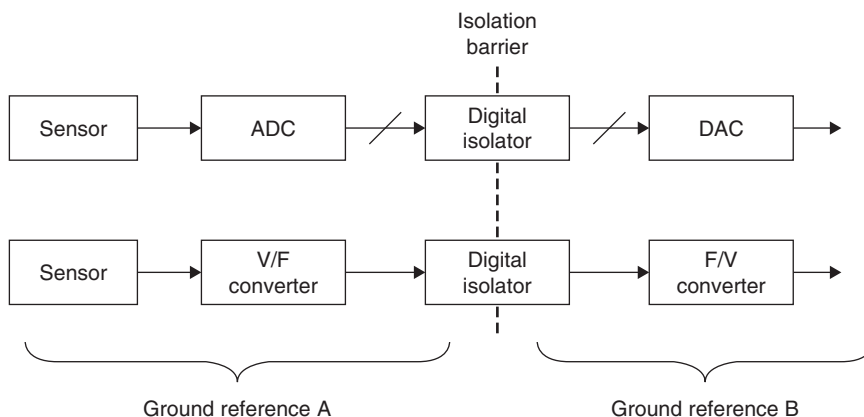 Isolation
barrier
Sensor
ADC
Digital
isolator
DAC
Sensor
V/F
converter
Digital
isolator
F/V
converter
Ground reference A
Ground reference B